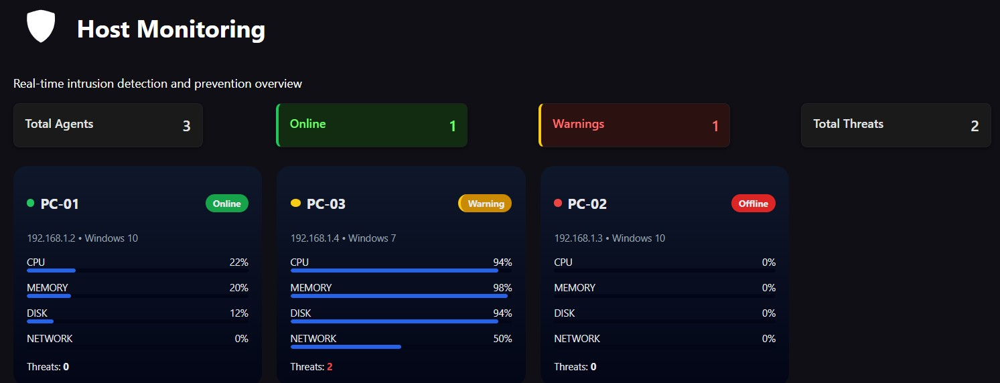 Host Monitoring
Real-time intrusion detection and prevention overview
Total Agents 3
Online 1
Warnings 1
Total Threats 2
PC-01 Online
192.168.1.2 • Windows 10
CPU 22%
MEMORY 20%
DISK 12%
NETWORK 0%
Threats: 0
PC-03 Warning
192.168.1.4 • Windows 7
CPU 94%
MEMORY 98%
DISK 94%
NETWORK 50%
Threats: 2
PC-02 Offline
192.168.1.3 • Windows 10
CPU 0%
MEMORY 0%
DISK 0%
NETWORK 0%
Threats: 0